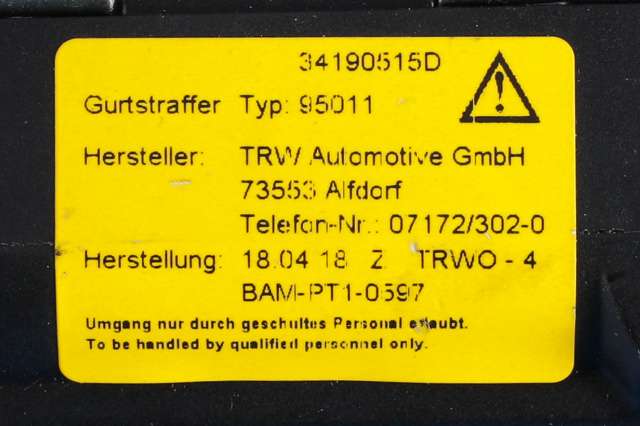 34190515D
Gurtstraffer Typ: 95011
Hersteller: TRW Automotive GmbH
73553 Alfdorf
Telefon-Nr.: 07172/302-0
Herstellung: 18.04.18 Z TRWO - 4
BAM-PT1-0597
Umgang nur durch geschultes Personal erlaubt.
To be handled by qualified personnel only.